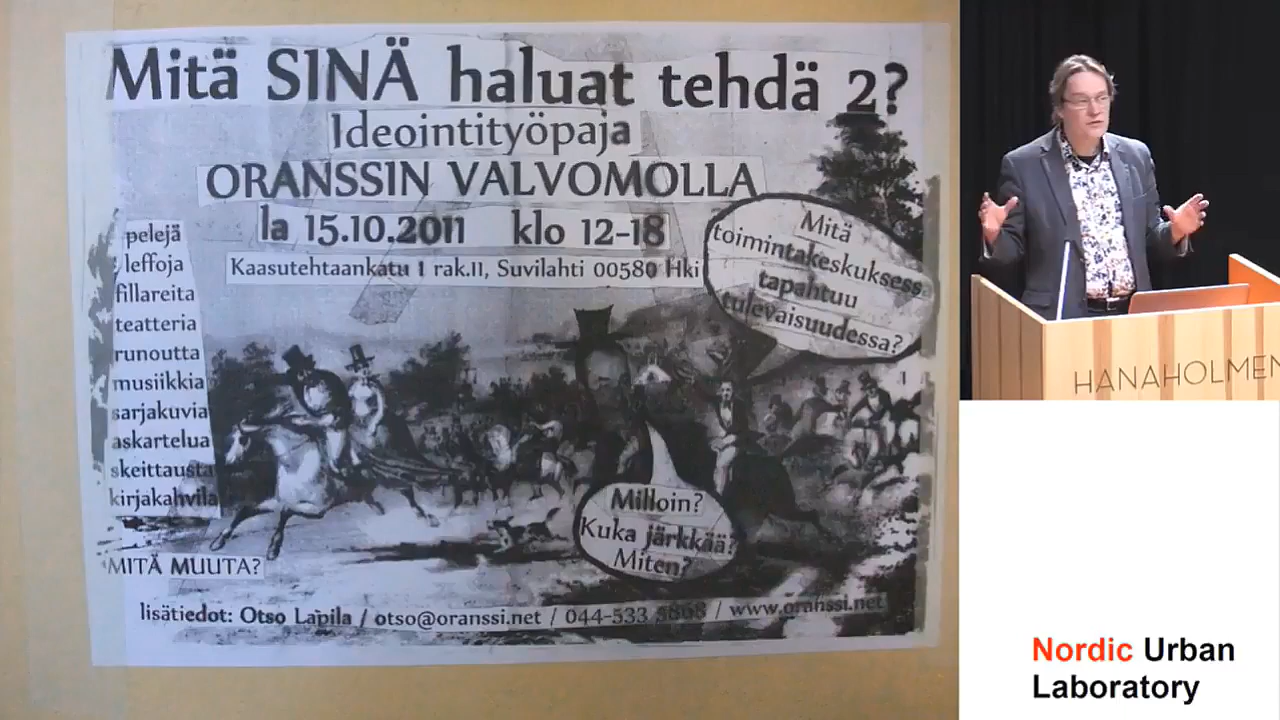 Mitä SINÄ haluat tehdä 2?
Ideointityöpaja
ORANSSIN VALVOMOLLA
la 15.10.2011 klo 12-18
Kaasutehtaankatu 1 rak.11, Suvilahti 00580 Hki
pelejä
leffoja
fillareita
teatteria
runoutta
musiikkia
sarjakuvia
askartelua
skeittausta
kirjakahvila
MITÄ MUUTA?
Mitä
toimintakeskuksess
tapahtuu
tulevaisuudessa?
Milloin?
Kuka järkkää?
Miten?
lisätiedot: Otso Lapila / otso@oranssi.net / 044-533 5868 / www.oranssi.net
HANAHOLMEN
Nordic Urban
Laboratory